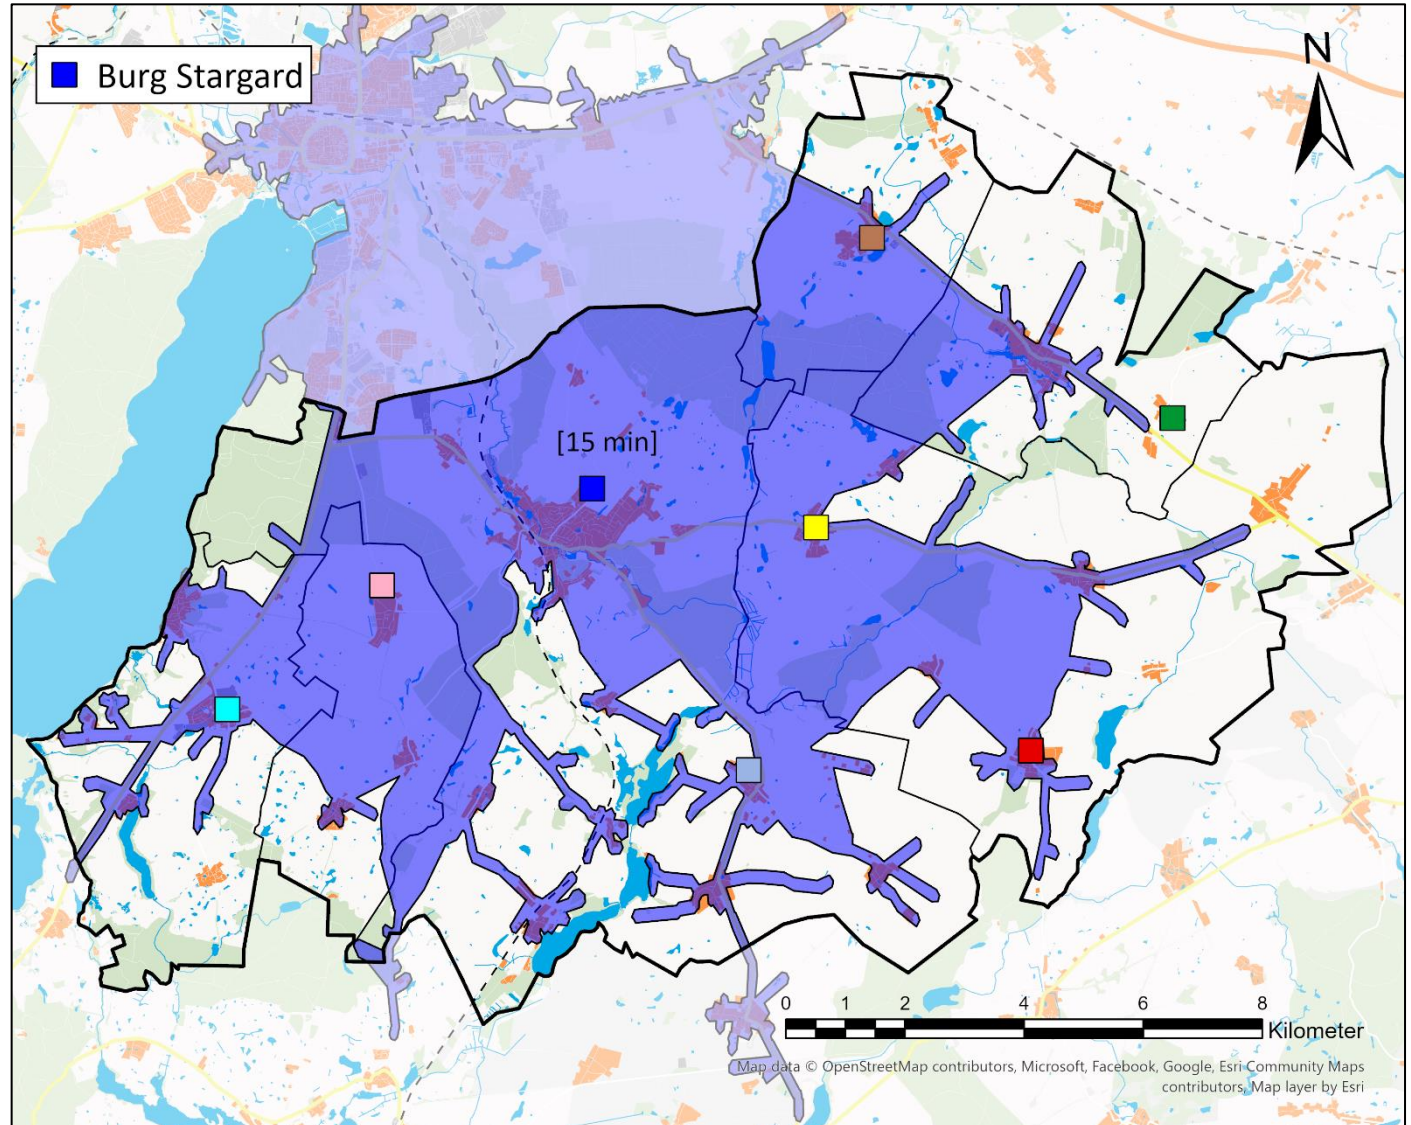 Burg Stargard
N
[15 min]
0 1 2 4 6 8
Kilometer
Map data © OpenStreetMap contributors, Microsoft, Facebook, Google, Esri Community Maps
contributors, Map layer by Esri